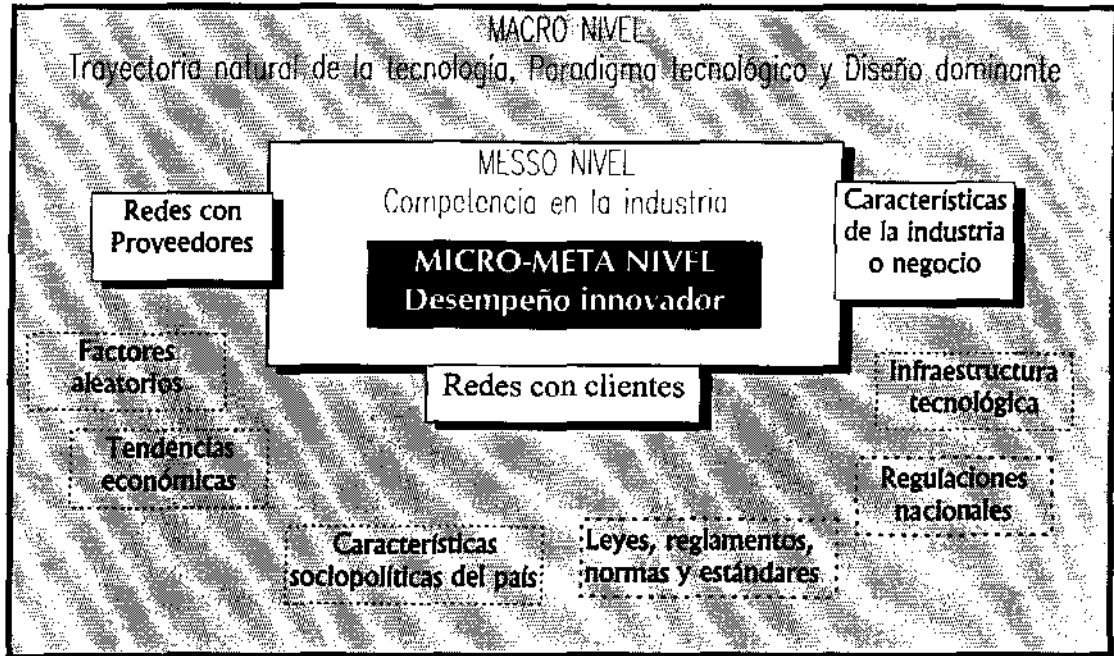 MACRO NIVEL
Trayectoria natural de la tecnología, Paradigma tecnológico y Diseño dominante
MESSO NIVEL
Competencia en la industria
MICRO-META NIVEL
Desempeño innovador
Redes con
Proveedores
Características
de la industria
o negocio
Redes con clientes
Factores
aleatorios
Tendencias
económicas
Características
sociopolíticas del país
Leyes, reglamentos,
normas y estándares
Infraestructura
tecnológica
Regulaciones
nacionales